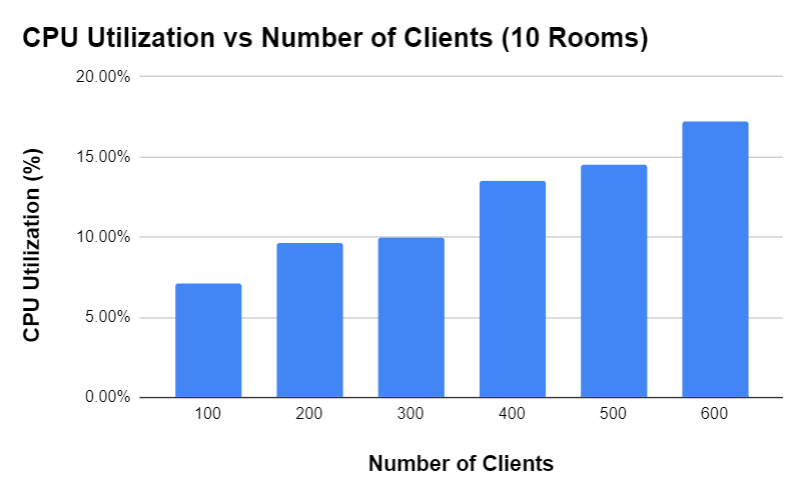 CPU Utilization vs Number of Clients (10 Rooms)
CPU Utilization (%)
20.00%
15.00%
10.00%
5.00%
0.00%
100 200 300 400 500 600
Number of Clients